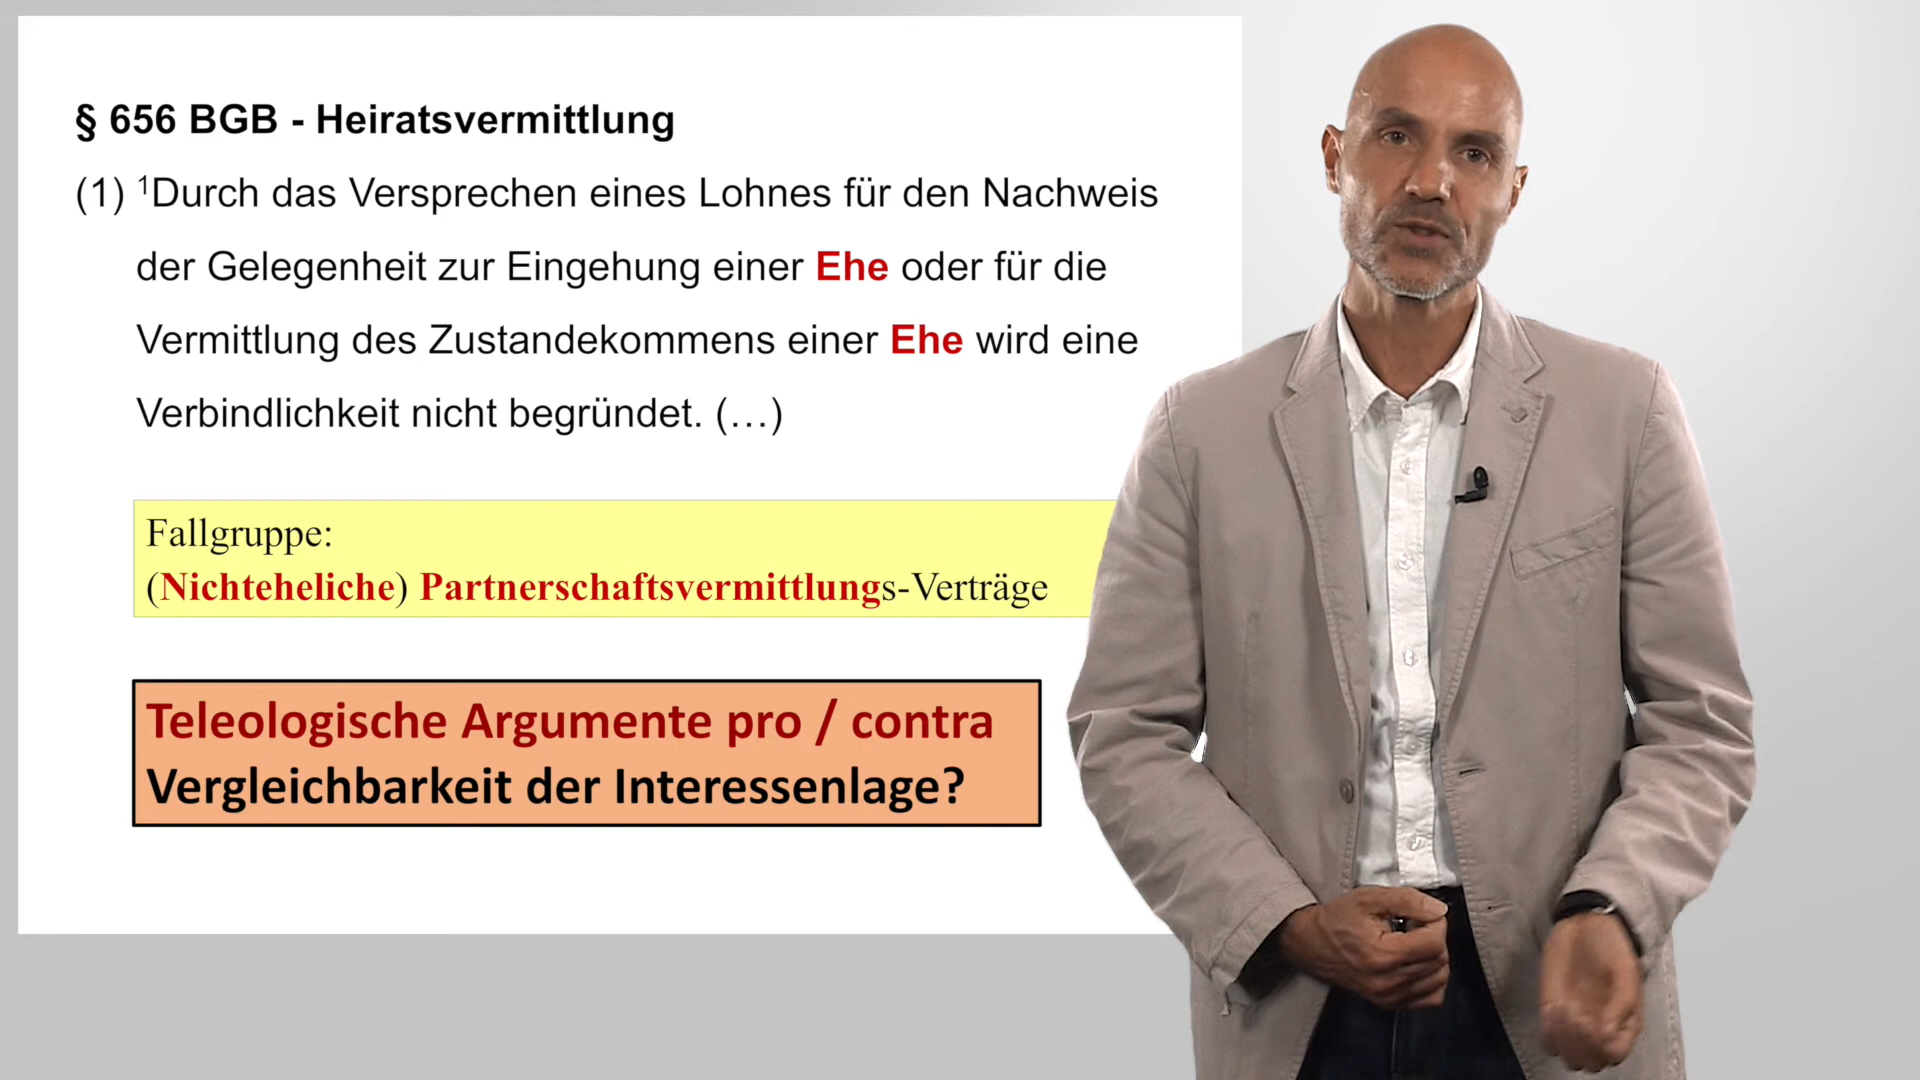 § 656 BGB - Heiratsvermittlung
(1) ¹Durch das Versprechen eines Lohnes für den Nachweis
der Gelegenheit zur Eingehung einer Ehe oder für die
Vermittlung des Zustandekommens einer Ehe wird eine
Verbindlichkeit nicht begründet. (…)
Fallgruppe:
(Nichteheliche) Partnerschaftsvermittlungs-Verträge
Teleologische Argumente pro / contra
Vergleichbarkeit der Interessenlage?